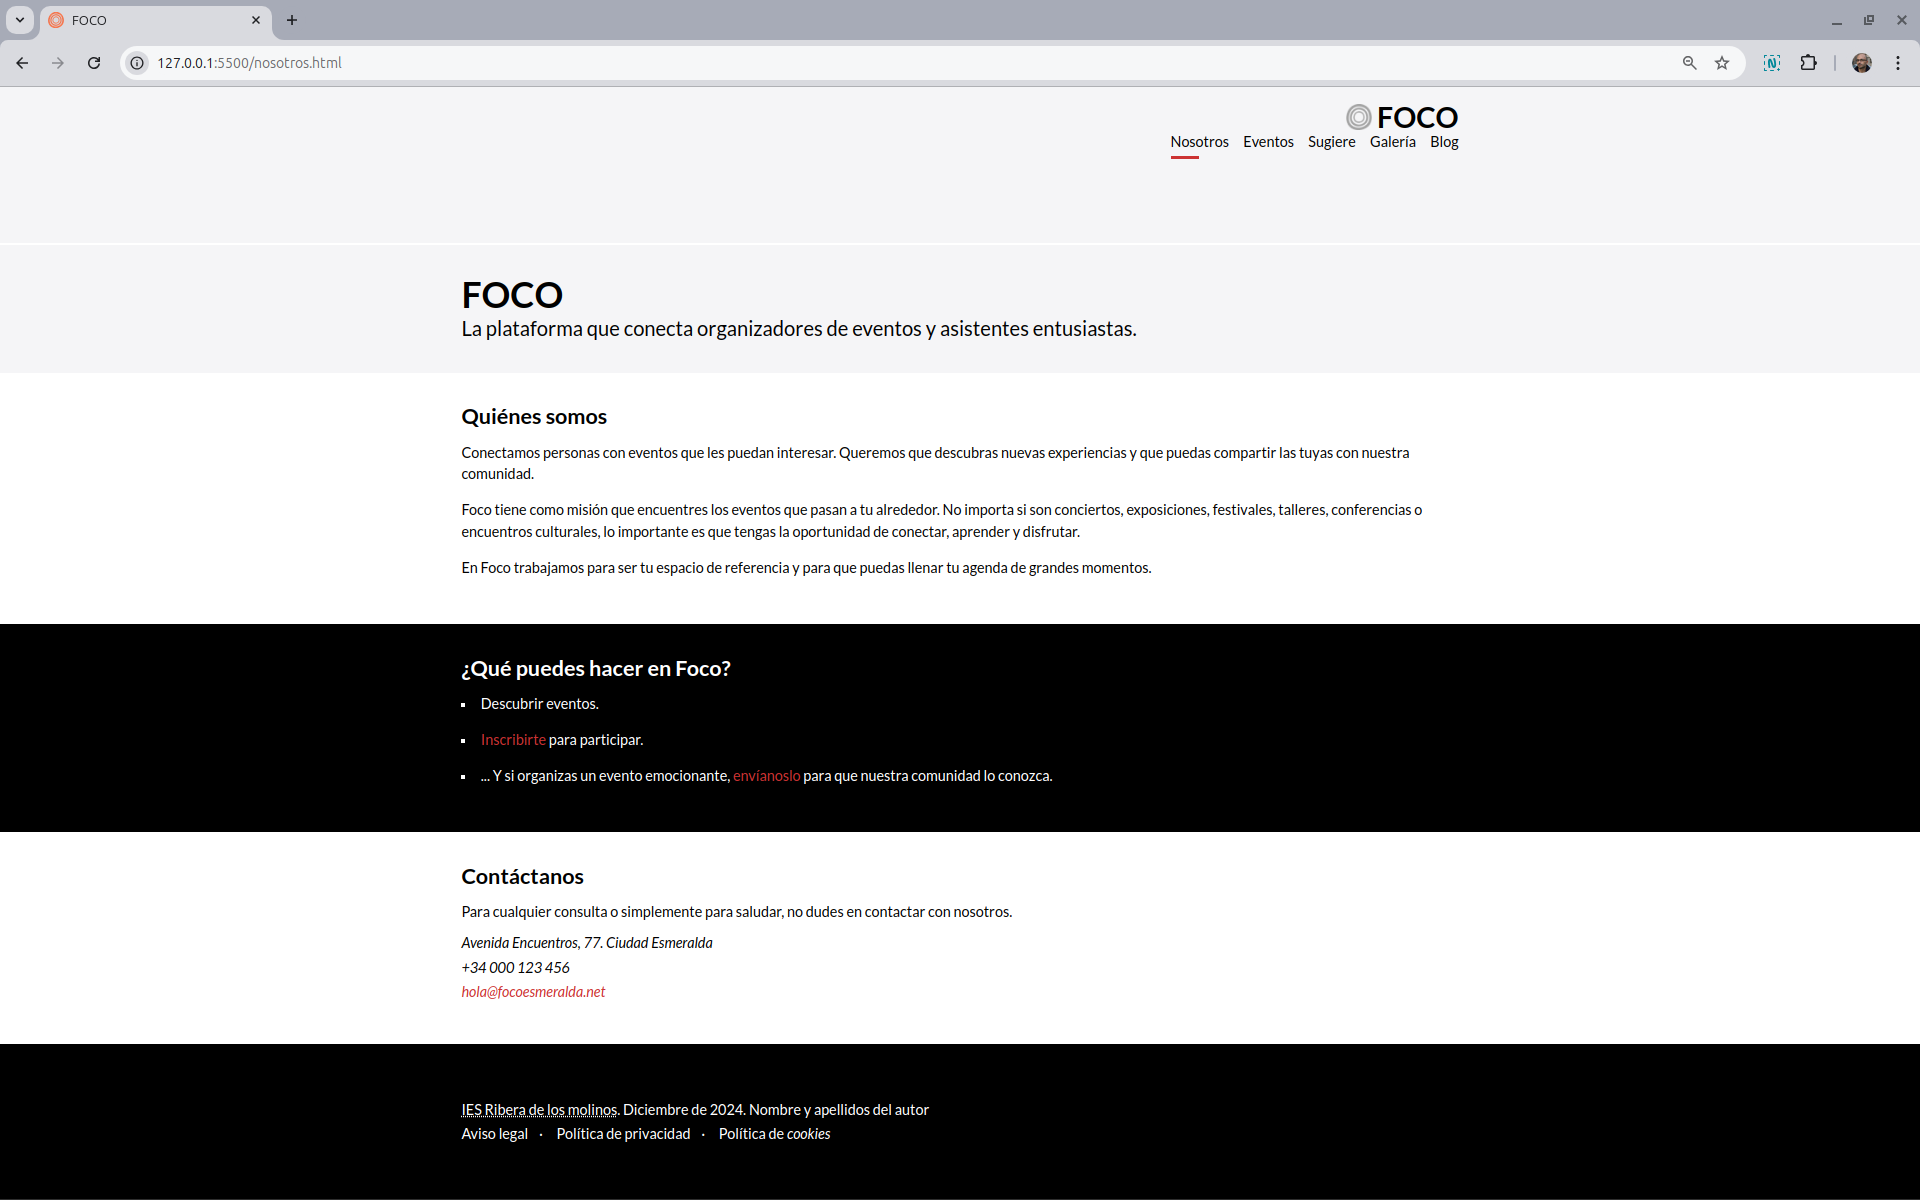 FOCO
127.0.0.1:5500/nosotros.html
FOCO
Nosotros Eventos Sugiere Galería Blog
FOCO
La plataforma que conecta organizadores de eventos y asistentes entusiastas.
Quiénes somos
Conectamos personas con eventos que les puedan interesar. Queremos que descubras nuevas experiencias y que puedas compartir las tuyas con nuestra
comunidad.
Foco tiene como misión que encuentres los eventos que pasan a tu alrededor. No importa si son conciertos, exposiciones, festivales, talleres, conferencias o
encuentros culturales, lo importante es que tengas la oportunidad de conectar, aprender y disfrutar.
En Foco trabajamos para ser tu espacio de referencia y para que puedas llenar tu agenda de grandes momentos.
¿Qué puedes hacer en Foco?
▪ Descubrir eventos.
▪ Inscribirte para participar.
▪ ... Y si organizas un evento emocionante, envíanoslo para que nuestra comunidad lo conozca.
Contáctanos
Para cualquier consulta o simplemente para saludar, no dudes en contactar con nosotros.
Avenida Encuentros, 77. Ciudad Esmeralda
+34 000 123 456
hola@focoesmeralda.net
IES Ribera de los molinos. Diciembre de 2024. Nombre y apellidos del autor
Aviso legal · Política de privacidad · Política de cookies